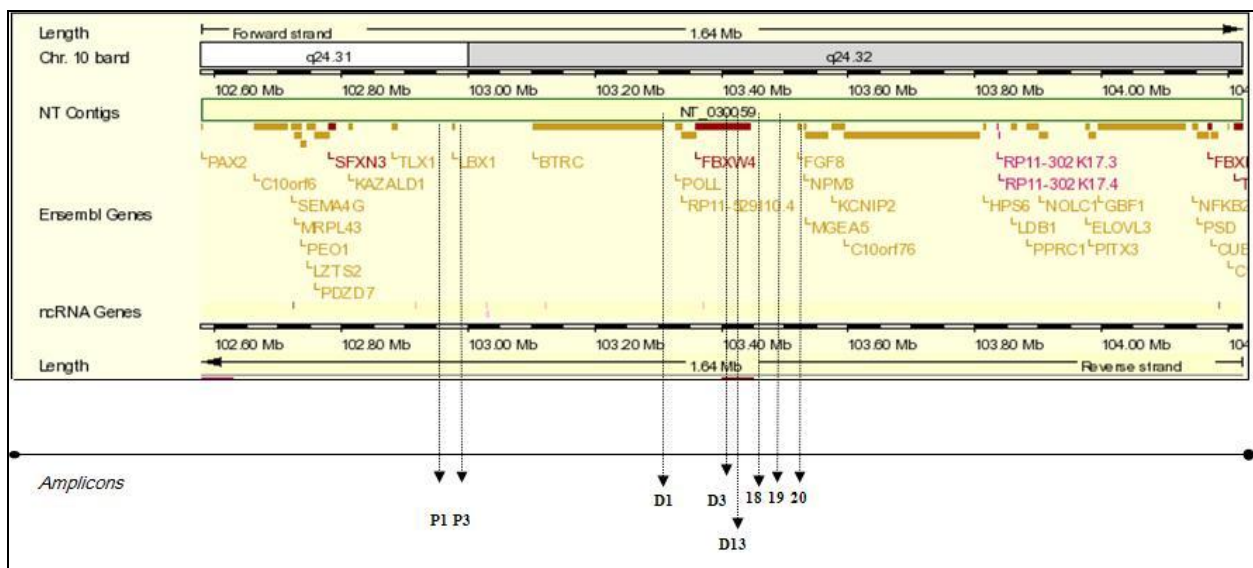 Length Forward strand 1.64 Mb
Chr. 10 band q24.31 q24.32
102.60 Mb 102.80 Mb 103.00 Mb 103.20 Mb 103.40 Mb 103.60 Mb 103.80 Mb 104.00 Mb 104
NT Contigs NT_030059
PAX2 SFXN3 TLX1 LBX1 BTRC FBXW4 FGF8 RP11-302K17.3 FBXL
C10orf6 KAZALD1 POLL NPM3 RP11-302K17.4
SEMA4G RP11-529I10.4 KCNIP2 HPS6 NOLC1 GBF1 NFKB2
Ensembl Genes
MRPL43 MGEA5 LDB1 ELOVL3 PSD
PEO1 C10orf76 PPRC1 PITX3 CUE
LZTS2 C
PDZD7
ncRNA Genes
102.60 Mb 102.80 Mb 103.00 Mb 103.20 Mb 103.40 Mb 103.60 Mb 103.80 Mb 104.00 Mb 104
Length 1.64 Mb Reverse strand
Amplicons
D1 D3 18 19 20
P1 P3
D13